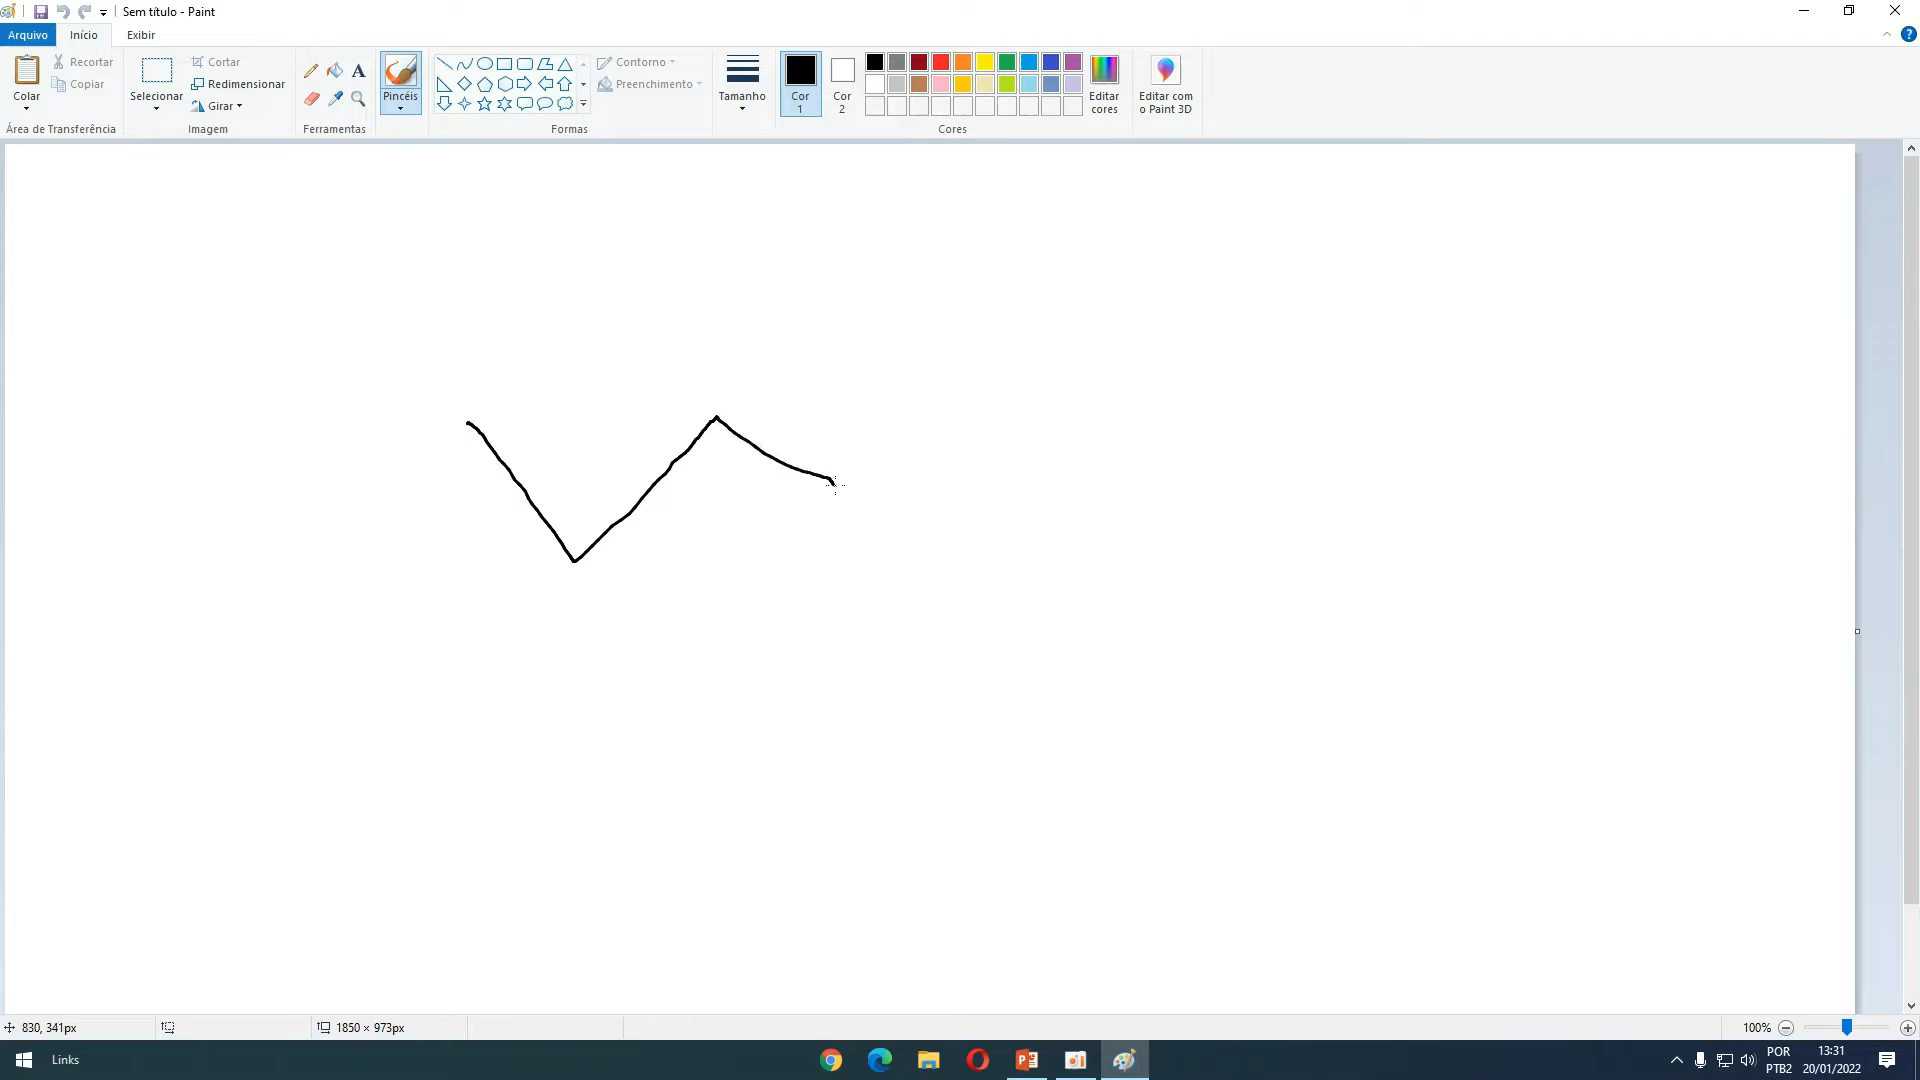 Sem título - Paint
Arquivo Início Exibir
Colar
Recortar
Copiar
Área de Transferência
Selecionar
Cortar
Redimensionar
Girar
Imagem
A
Ferramentas
Pincéis
Contorno
Preenchimento
Formas
Tamanho
Cor
1
Cor
2
Cores
Editar
cores
Editar com
o Paint 3D
?
830, 341px
1850 × 973px
100%
Links
POR
PTB2
13:31
20/01/2022